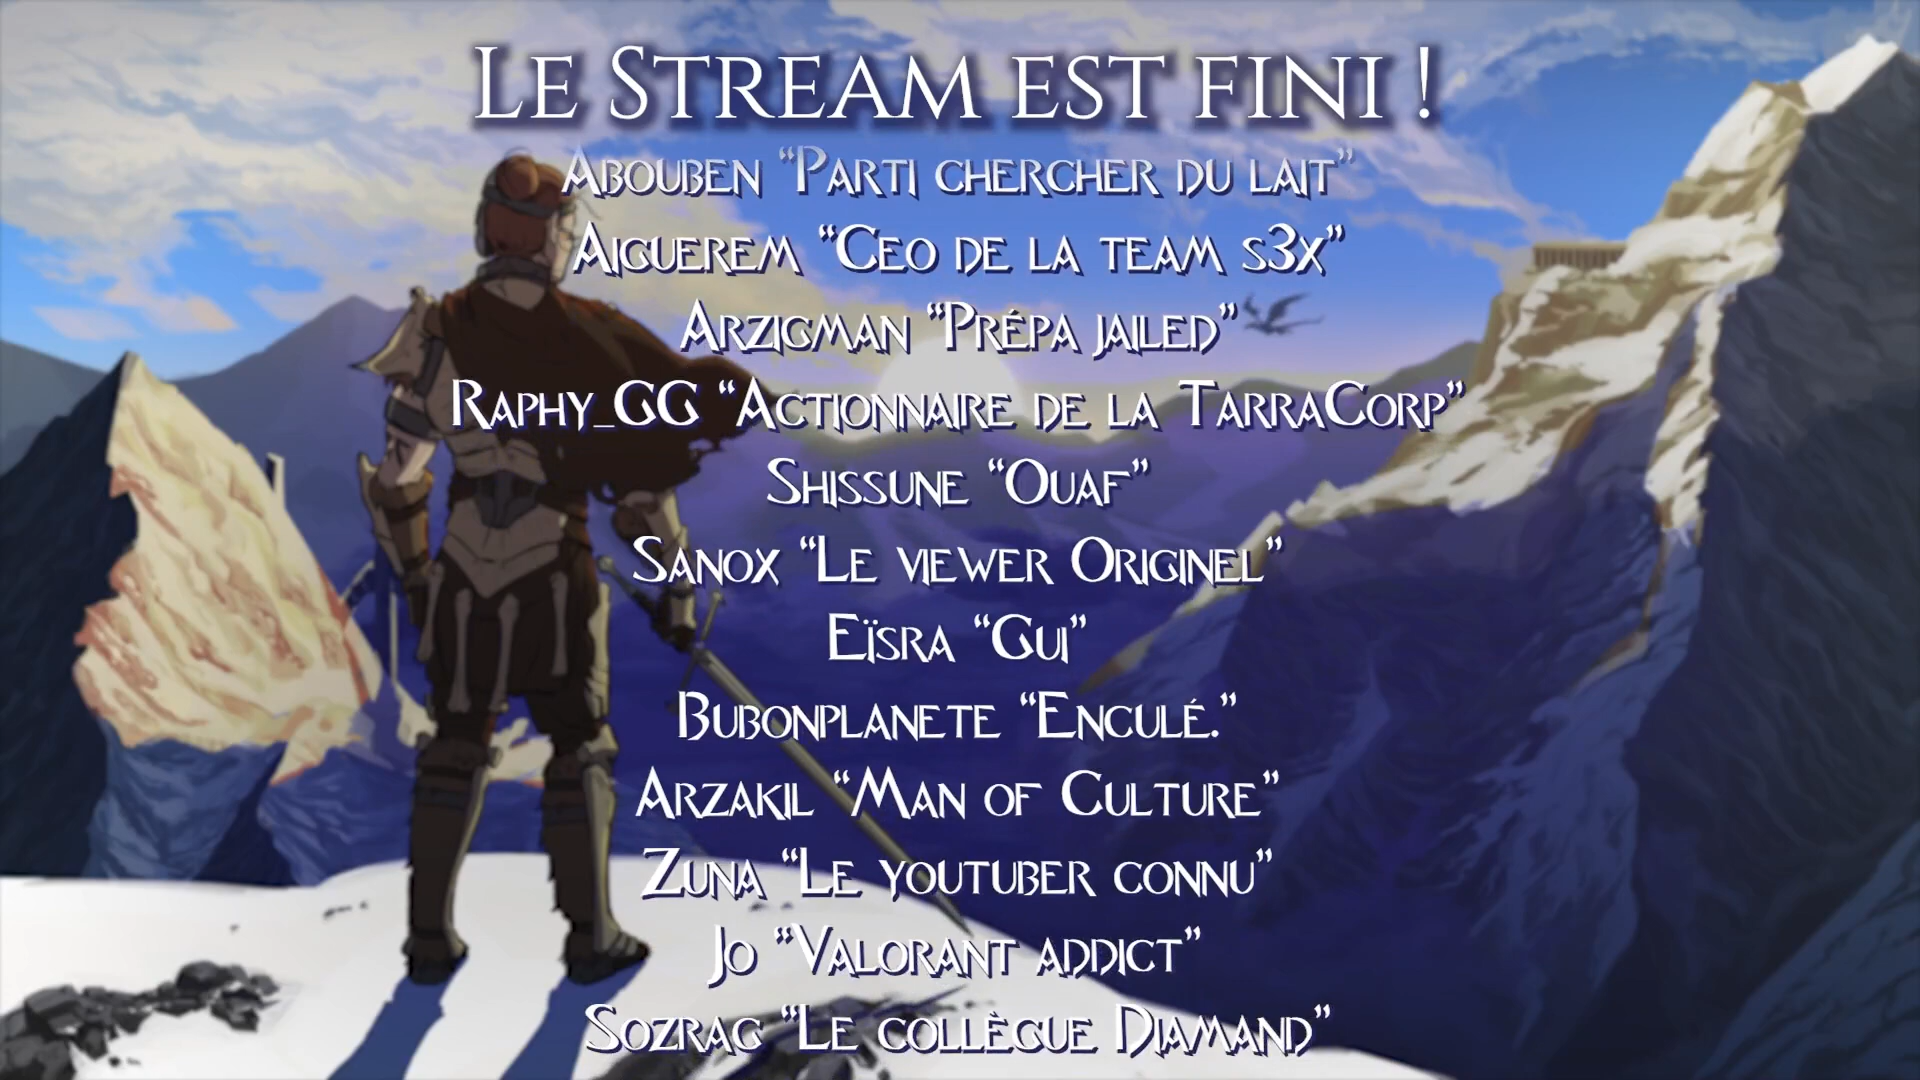 Le Stream est fini !
Abouben “Parti chercher du lait”
Aiguerem “Ceo de la team s3x”
Arzigman “Prépa jailed”
Raphy_GG “Actionnaire de la TarraCorp”
Shissune “Ouaf”
Sanox “Le viewer Originel”
Eïsra “Gui”
Bubonplanete “Enculé.”
Arzakil “Man of Culture”
Zuna “Le youtuber connu”
Jo “Valorant addict”
Sozrag “Le collègue Diamand”